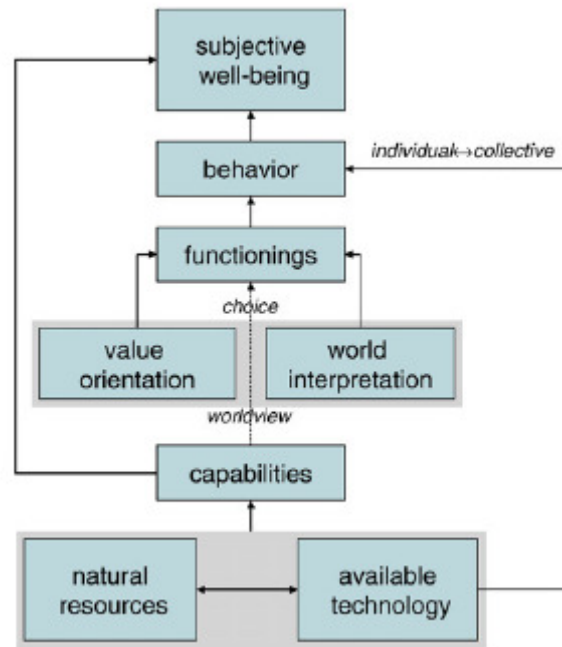 subjective
well-being
individual↔collective
behavior
functionings
choice
value
orientation
world
interpretation
worldview
capabilities
natural
resources
available
technology